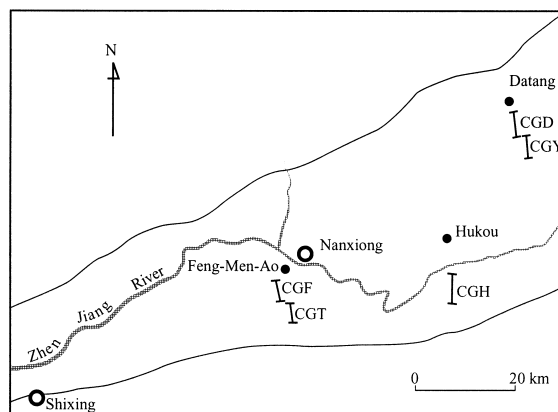 N
Datang
CGD
CGY
Hukou
Nanxiong
Feng-Men-Ao
CGF
CGH
CGT
Zhen Jiang River
0 20 km
Shixing